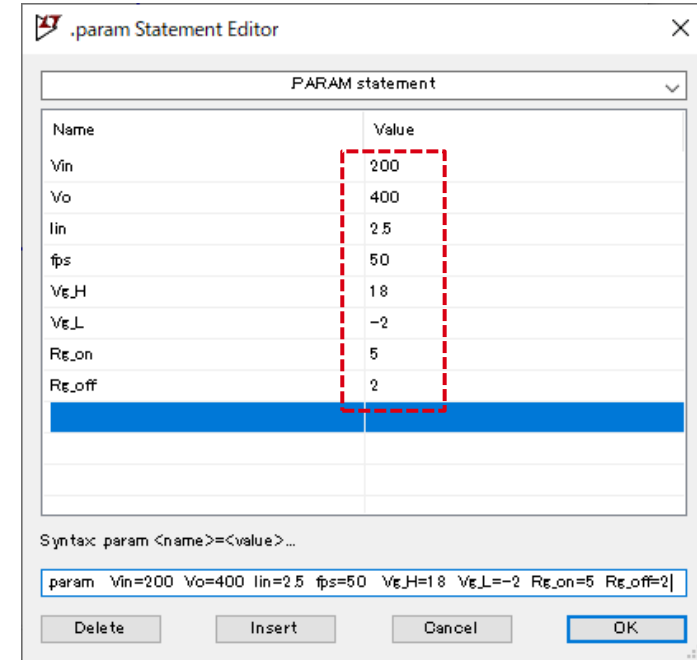 .param Statement Editor
.PARAM statement
Name Value
Vin 200
Vo 400
Iin 2.5
fps 50
Vg_H 18
Vg_L -2
Rg_on 5
Rg_off 2
Syntax: .param <name>=<value>...
.param Vin=200 Vo=400 Iin=2.5 fps=50 Vg_H=18 Vg_L=-2 Rg_on=5 Rg_off=2
Delete Insert Cancel OK